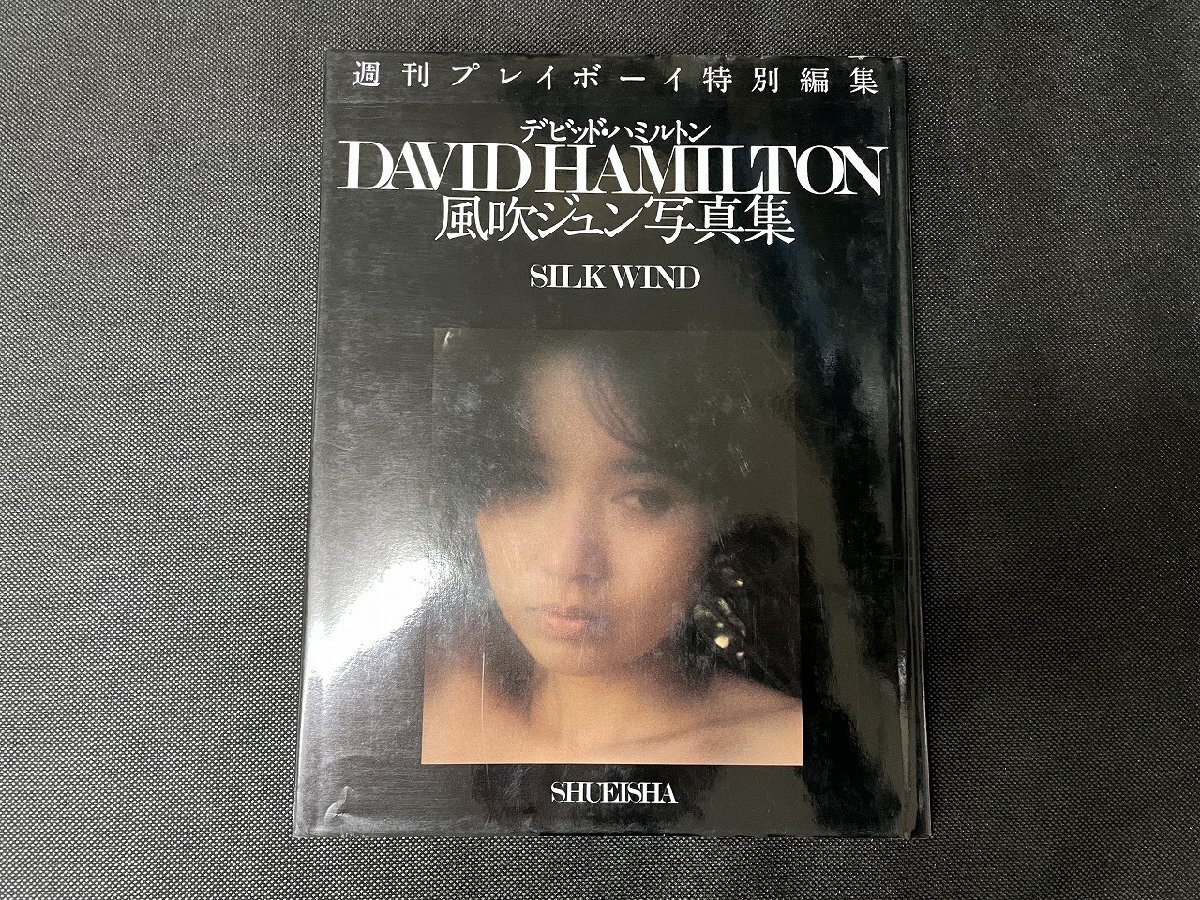 週刊プレイボーイ特別編集
デビッド・ハミルトン
DAVID HAMILTON
風吹ジュン写真集
SILK WIND
SHUEISHA